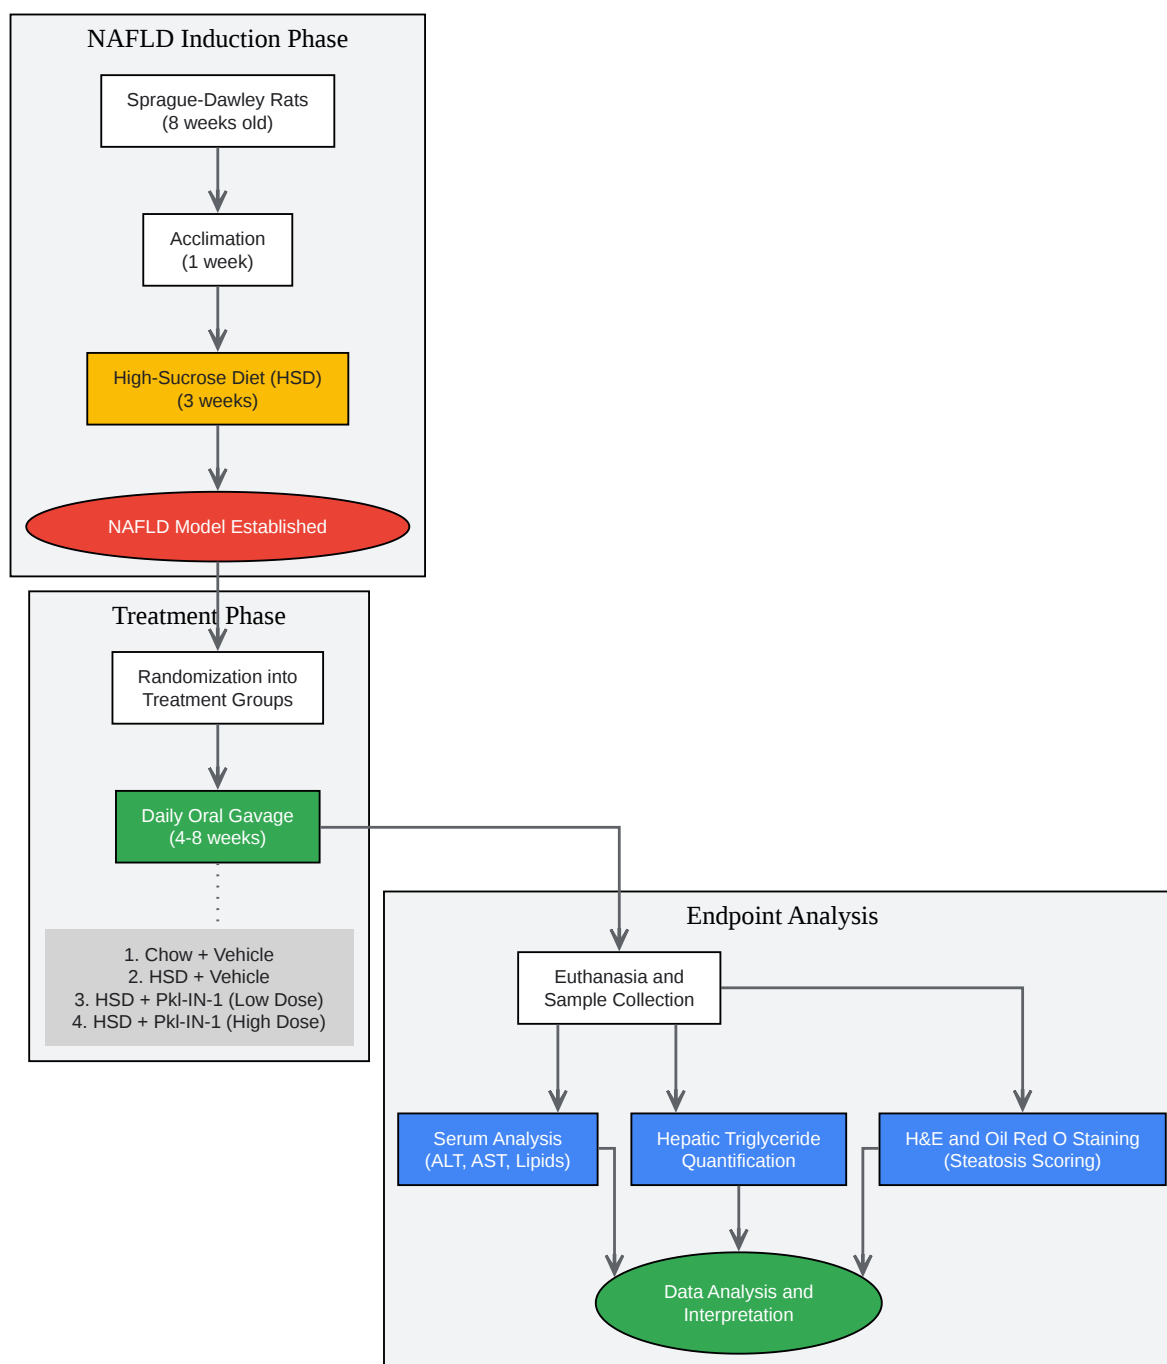 NAFLD Induction Phase
Sprague-Dawley Rats
(8 weeks old)
Acclimation
(1 week)
High-Sucrose Diet (HSD)
(3 weeks)
NAFLD Model Established
Treatment Phase
Randomization into
Treatment Groups
Daily Oral Gavage
(4-8 weeks)
1. Chow + Vehicle
2. HSD + Vehicle
3. HSD + Pkl-IN-1 (Low Dose)
4. HSD + Pkl-IN-1 (High Dose)
Endpoint Analysis
Euthanasia and
Sample Collection
Serum Analysis
(ALT, AST, Lipids)
Hepatic Triglyceride
Quantification
H&E and Oil Red O Staining
(Steatosis Scoring)
Data Analysis and
Interpretation